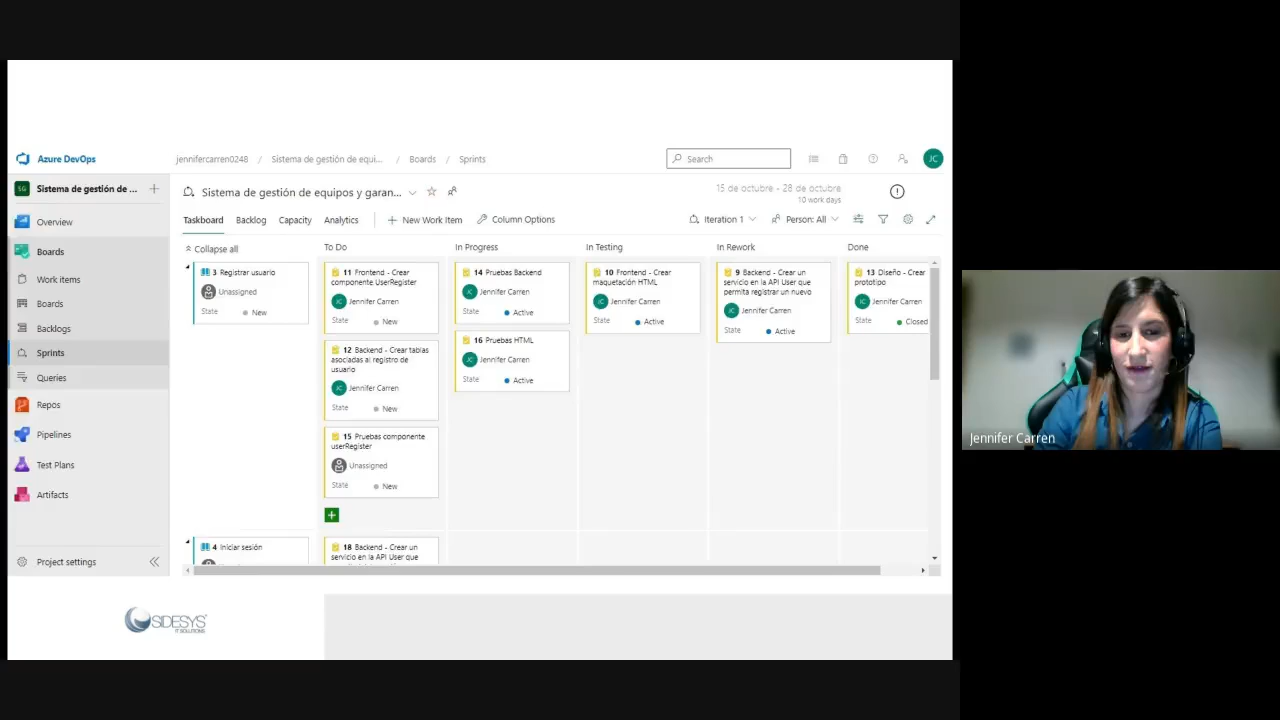 Azure DevOps
jennifercarren0248 / Sistema de gestión de equi... / Boards / Sprints
Search
JC
SG Sistema de gestión de ...
Sistema de gestión de equipos y garan...
15 de octubre - 28 de octubre
10 work days
Overview
Boards
Work items
Boards
Backlogs
Sprints
Queries
Repos
Pipelines
Test Plans
Artifacts
Project settings
Taskboard Backlog Capacity Analytics New Work Item Column Options
Iteration 1 Person: All
Collapse all
To Do
In Progress
In Testing
In Rework
Done
3 Registrar usuario
Unassigned
State New
11 Frontend - Crear
componente UserRegister
JC Jennifer Carren
State New
12 Backend - Crear tablas
asociadas al registro de
usuario
JC Jennifer Carren
State New
15 Pruebas componente
userRegister
Unassigned
State New
14 Pruebas Backend
JC Jennifer Carren
State Active
16 Pruebas HTML
JC Jennifer Carren
State Active
10 Frontend - Crear
maquetación HTML
JC Jennifer Carren
State Active
9 Backend - Crear un
servicio en la API User que
permita registrar un nuevo
JC Jennifer Carren
State Active
13 Diseño - Crear
prototipo
JC Jennifer Carren
State Closed
4 Iniciar sesión
18 Backend - Crear un
servicio en la API User que
SIDESYS
IT SOLUTIONS
Jennifer Carren